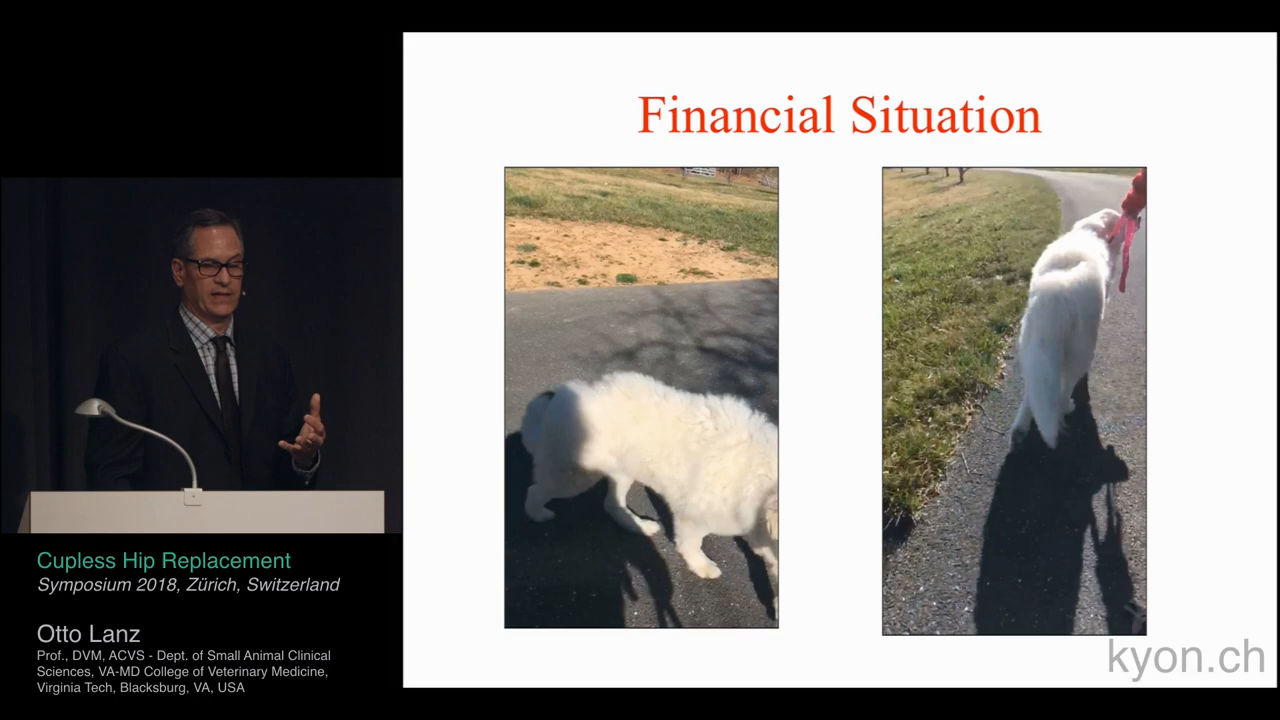 Financial Situation
kyon.ch
Cupless Hip Replacement
Symposium 2018, Zürich, Switzerland
Otto Lanz
Prof., DVM, ACVS - Dept. of Small Animal Clinical
Sciences, VA-MD College of Veterinary Medicine,
Virginia Tech, Blacksburg, VA, USA